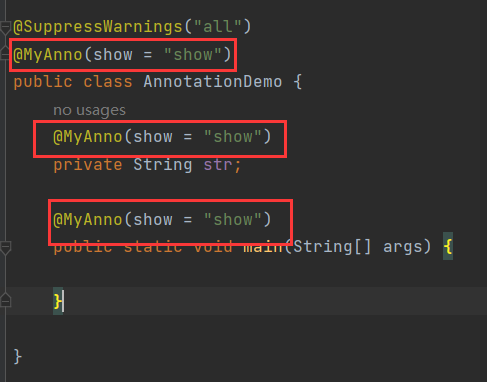 @SuppressWarnings("all")
@MyAnno(show = "show")
public class AnnotationDemo {
no usages
@MyAnno(show = "show")
private String str;
@MyAnno(show = "show")
public static void main(String[] args) {
}
}